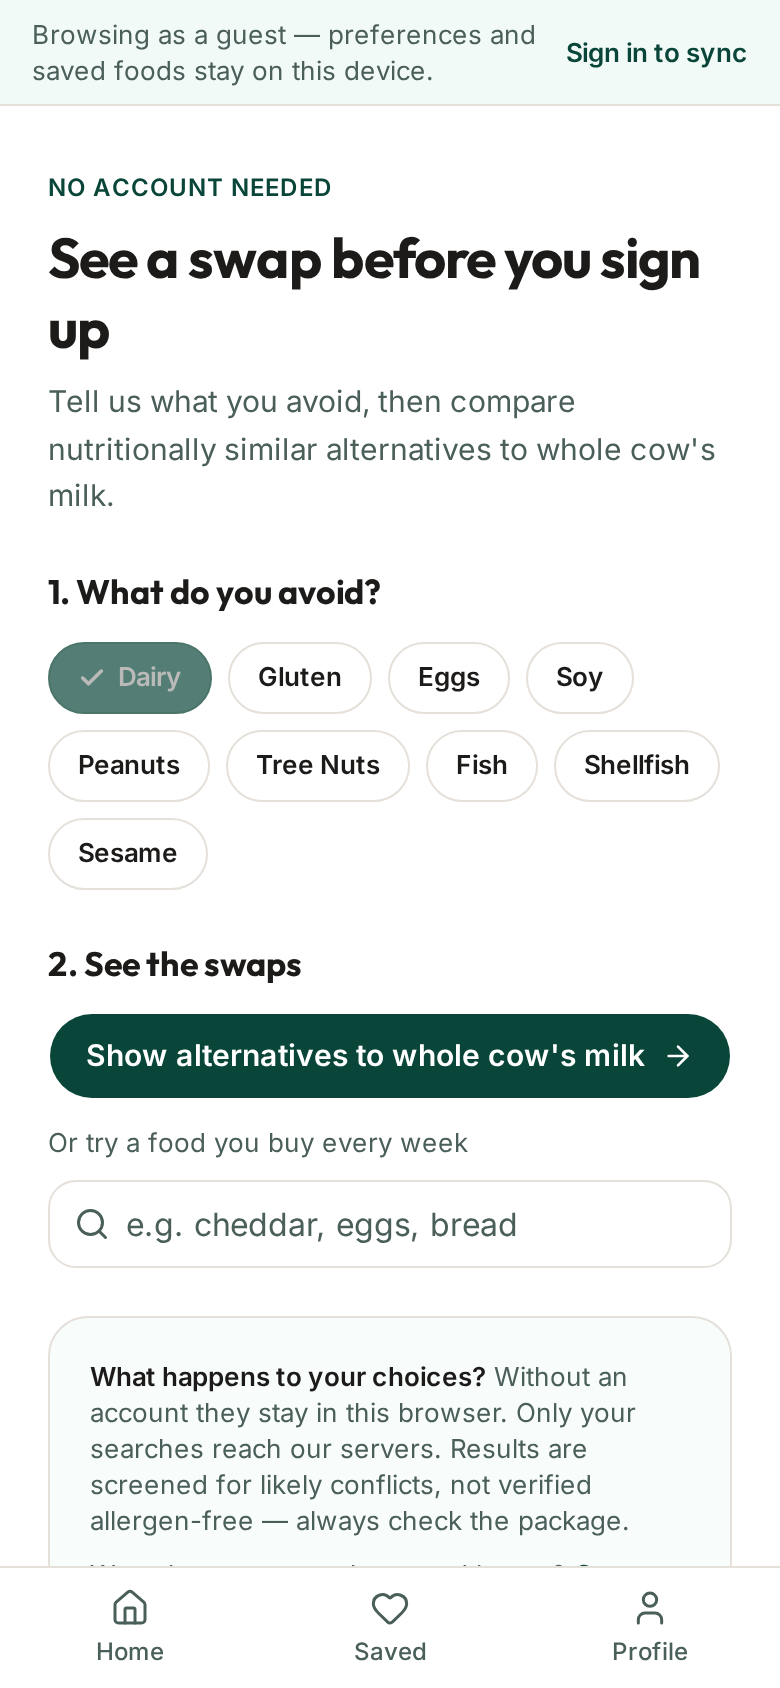 Browsing as a guest — preferences and
saved foods stay on this device.
Sign in to sync
NO ACCOUNT NEEDED
See a swap before you sign
up
Tell us what you avoid, then compare
nutritionally similar alternatives to whole cow's
milk.
1. What do you avoid?
Dairy
Gluten
Eggs
Soy
Peanuts
Tree Nuts
Fish
Shellfish
Sesame
2. See the swaps
Show alternatives to whole cow's milk
Or try a food you buy every week
e.g. cheddar, eggs, bread
What happens to your choices? Without an
account they stay in this browser. Only your
searches reach our servers. Results are
screened for likely conflicts, not verified
allergen-free — always check the package.
Home
Saved
Profile